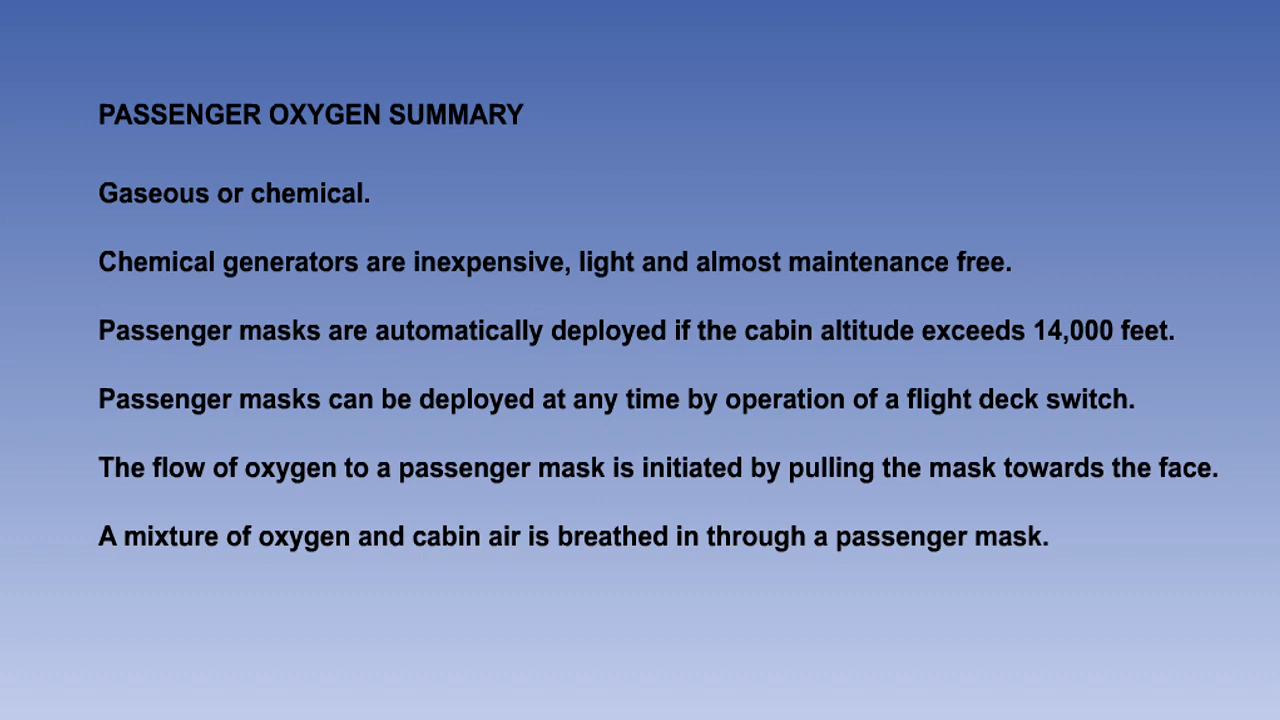 PASSENGER OXYGEN SUMMARY
Gaseous or chemical.
Chemical generators are inexpensive, light and almost maintenance free.
Passenger masks are automatically deployed if the cabin altitude exceeds 14,000 feet.
Passenger masks can be deployed at any time by operation of a flight deck switch.
The flow of oxygen to a passenger mask is initiated by pulling the mask towards the face.
A mixture of oxygen and cabin air is breathed in through a passenger mask.